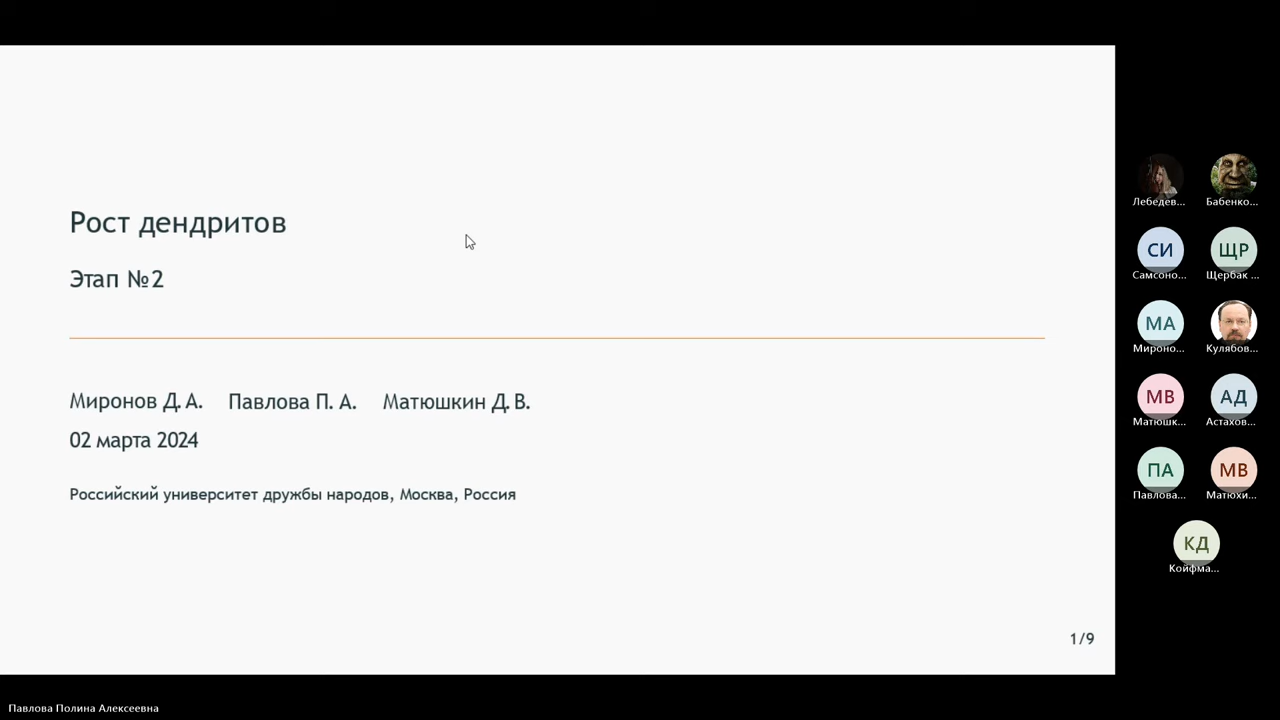 Рост дендритов
Этап №2
Миронов Д. А. Павлова П. А. Матюшкин Д. В.
02 марта 2024
Российский университет дружбы народов, Москва, Россия
1/9
Лебедев...
Бабенко...
СИ
Самсоно...
ЩР
Щербак ...
МА
Мироно...
Кулябов...
МВ
Матюшк...
АД
Астахов...
ПА
Павлова...
МВ
Матюхи...
КД
Койфма...
Павлова Полина Алексеевна